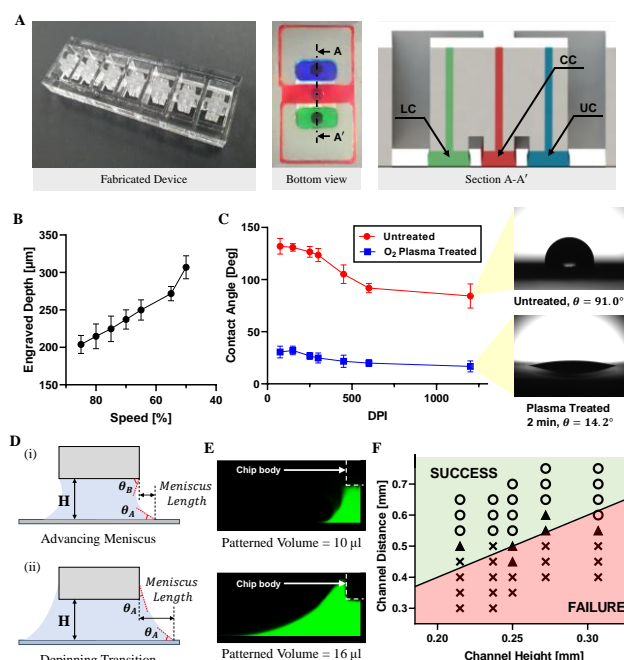 A
A
A'
LC
CC
UC
Fabricated Device
Bottom view
Section A-A'
B
Engraved Depth [µm]
400
350
300
250
200
150
80
60
40
Speed [%]
C
Contact Angle [Deg]
150
100
50
0
0
500
1000
DPI
Untreated
O₂ Plasma Treated
Untreated, θ = 91.0°
Plasma Treated
2 min, θ = 14.2°
D
(i)
H
θB
θA
Meniscus
Length
Advancing Meniscus
(ii)
H
θA
θA
Meniscus
Length
Depinning Transition
E
Chip body
Patterned Volume = 10 µl
Chip body
Patterned Volume = 16 µl
F
Channel Distance [mm]
0.7
0.6
0.5
0.4
0.3
SUCCESS
FAILURE
0.20
0.25
0.30
Channel Height [mm]